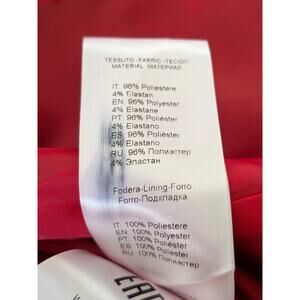 TESSUTO -FABRIC -TECIDO
MATERIAL -МАТЕРИАЛ
IT: 96% Poliestere
4% Elastan
EN: 96% Polyester
4% Elastane
PT: 96% Poliéster
4% Elastano
ES: 96% Poliéster
4% Elastano
RU: 96% Полиэстер
4% Эластан
Fodera-Lining-Forro
Forro-Подкладка
IT: 100% Poliestere
EN: 100% Polyester
PT: 100% Poliéster
ES: 100% Poliéster
RU: 100% Полиэстер